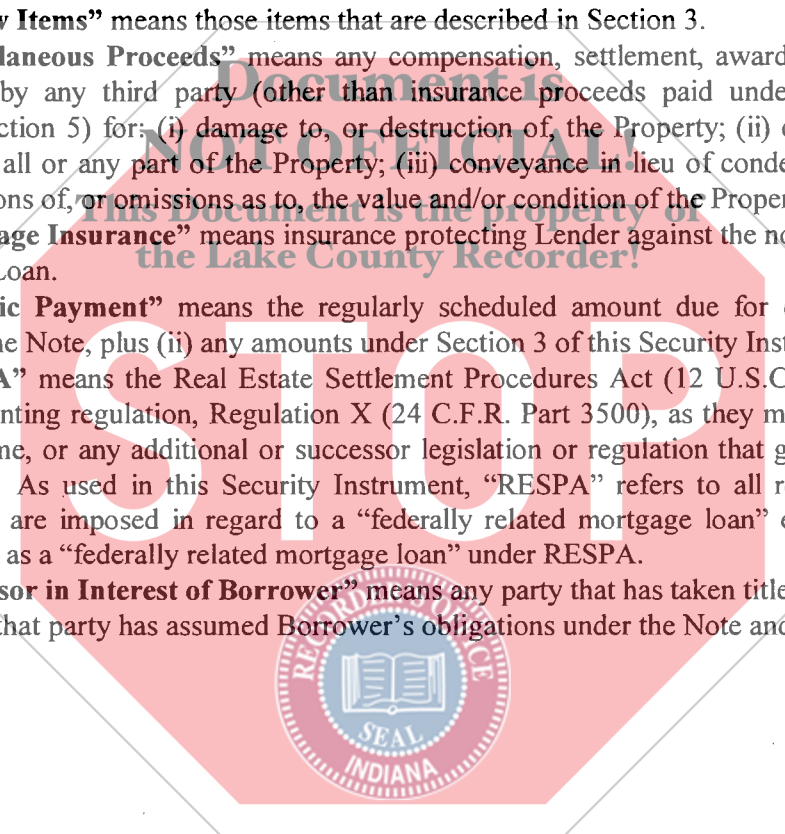 w Items” means those items that are described in Section 3.
laneous Proceeds” means any compensation, settlement, award
by any third party (other than insurance proceeds paid unde
ction 5) for: (i) damage to, or destruction of, the Property; (ii)
all or any part of the Property; (iii) conveyance in lieu of conde
ons of, or omissions as to, the value and/or condition of the Proper
age Insurance” means insurance protecting Lender against the no
Loan.
ic Payment” means the regularly scheduled amount due for
he Note, plus (ii) any amounts under Section 3 of this Security Inst
A” means the Real Estate Settlement Procedures Act (12 U.S.C
nting regulation, Regulation X (24 C.F.R. Part 3500), as they m
me, or any additional or successor legislation or regulation that g
As used in this Security Instrument, “RESPA” refers to all r
are imposed in regard to a “federally related mortgage loan”
as a “federally related mortgage loan” under RESPA.
sor in Interest of Borrower” means any party that has taken title
that party has assumed Borrower’s obligations under the Note and
Document is
NOT OFFICIAL!
This Document is the property of
the Lake County Recorder!
STOP
RECORDER'S OFFICE
SEAL
INDIANA